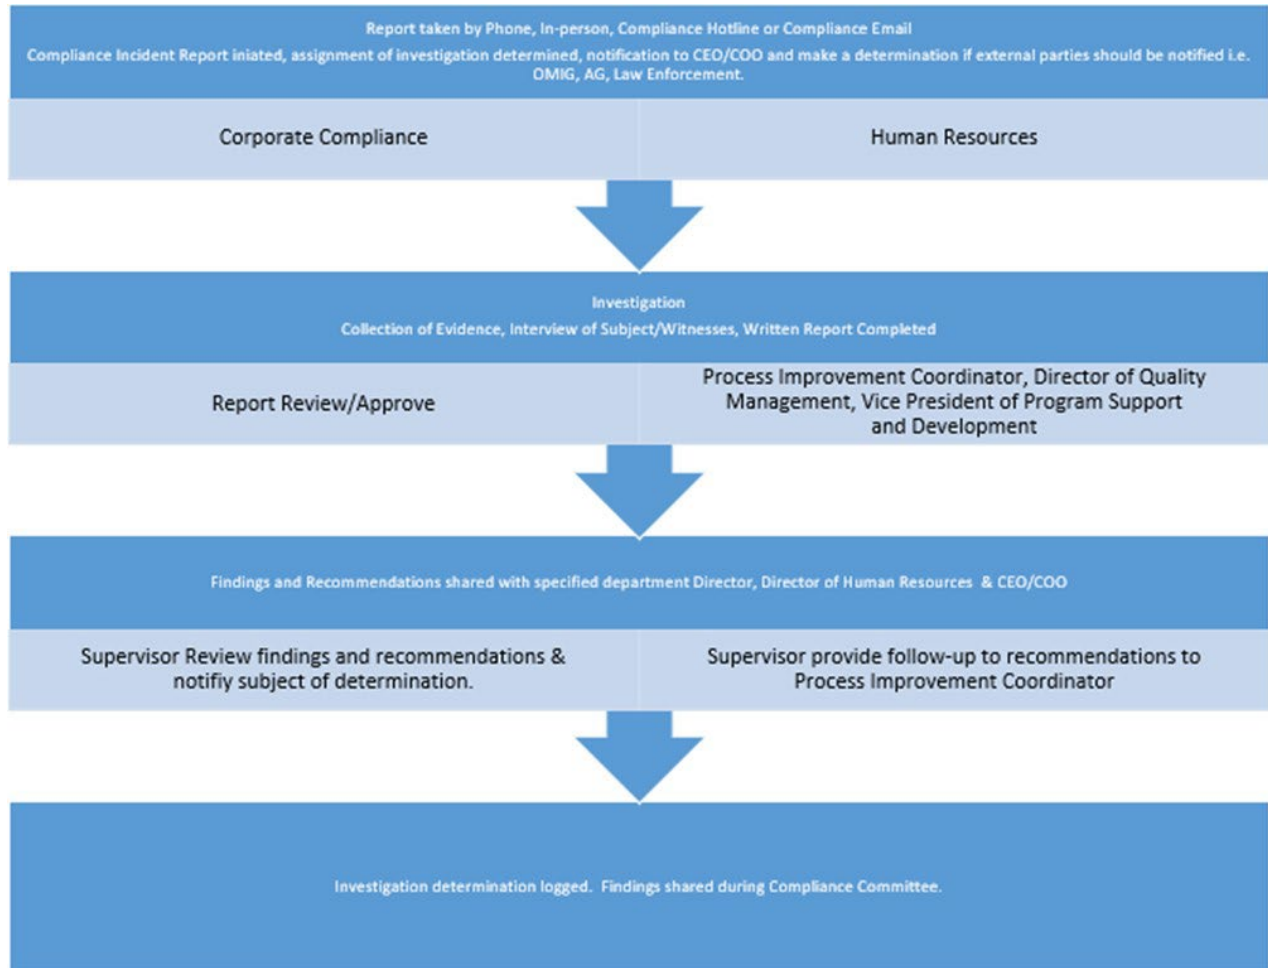 Report taken by Phone, In-person, Compliance Hotline or Compliance Email
Compliance Incident Report iniated, assignment of investigation determined, notification to CEO/COO and make a determination if external parties should be notified i.e.
OMIG, AG, Law Enforcement.
Corporate Compliance
Human Resources
Investigation
Collection of Evidence, Interview of Subject/Witnesses, Written Report Completed
Report Review/Approve
Process Improvement Coordinator, Director of Quality
Management, Vice President of Program Support
and Development
Findings and Recommendations shared with specified department Director, Director of Human Resources & CEO/COO
Supervisor Review findings and recommendations &
notifiy subject of determination.
Supervisor provide follow-up to recommendations to
Process Improvement Coordinator
Investigation determination logged. Findings shared during Compliance Committee.